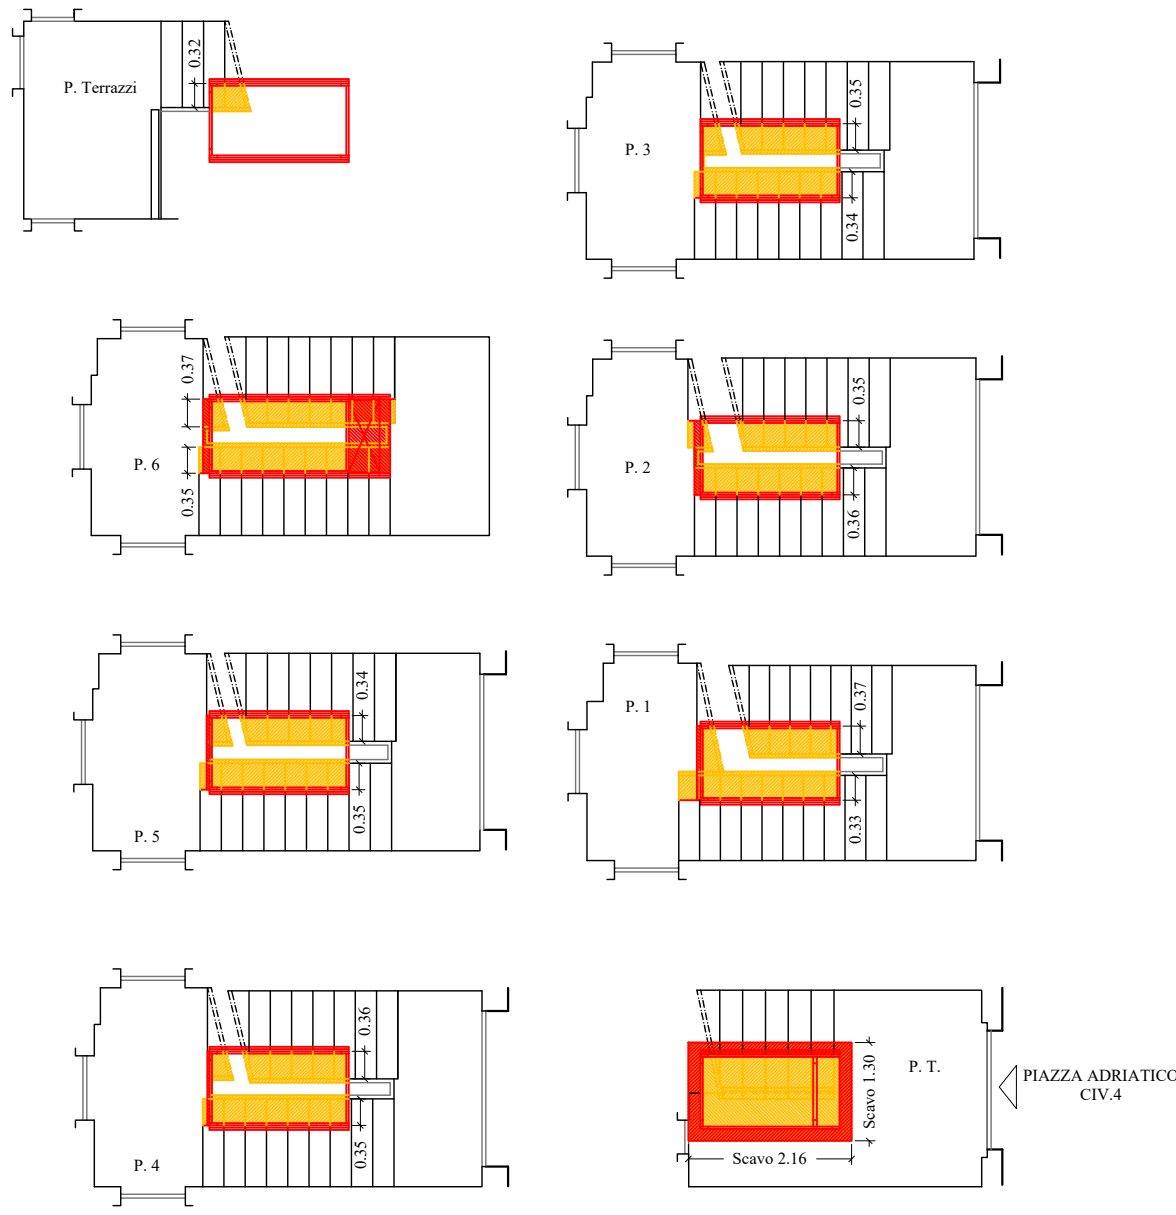 P. Terrazzi
0.32
P. 3
0.35
0.34
P. 6
0.37
0.35
P. 2
0.35
0.36
P. 5
0.34
0.35
P. 1
0.37
0.33
P. 4
0.36
0.35
P. T.
Scavo 1.30
Scavo 2.16
PIAZZA ADRIATICO
CIV.4